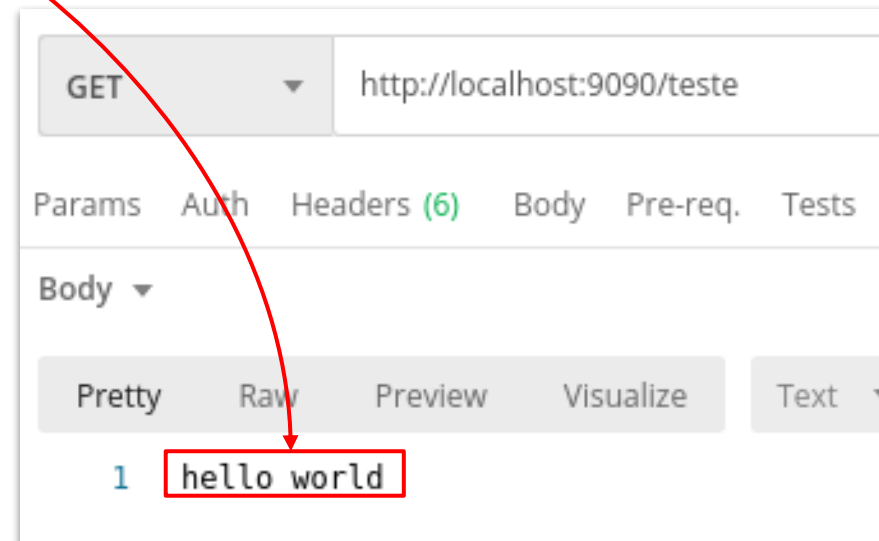 GET http://localhost:9090/teste
Params Auth Headers (6) Body Pre-req. Tests
Body
Pretty Raw Preview Visualize Text
1 hello world